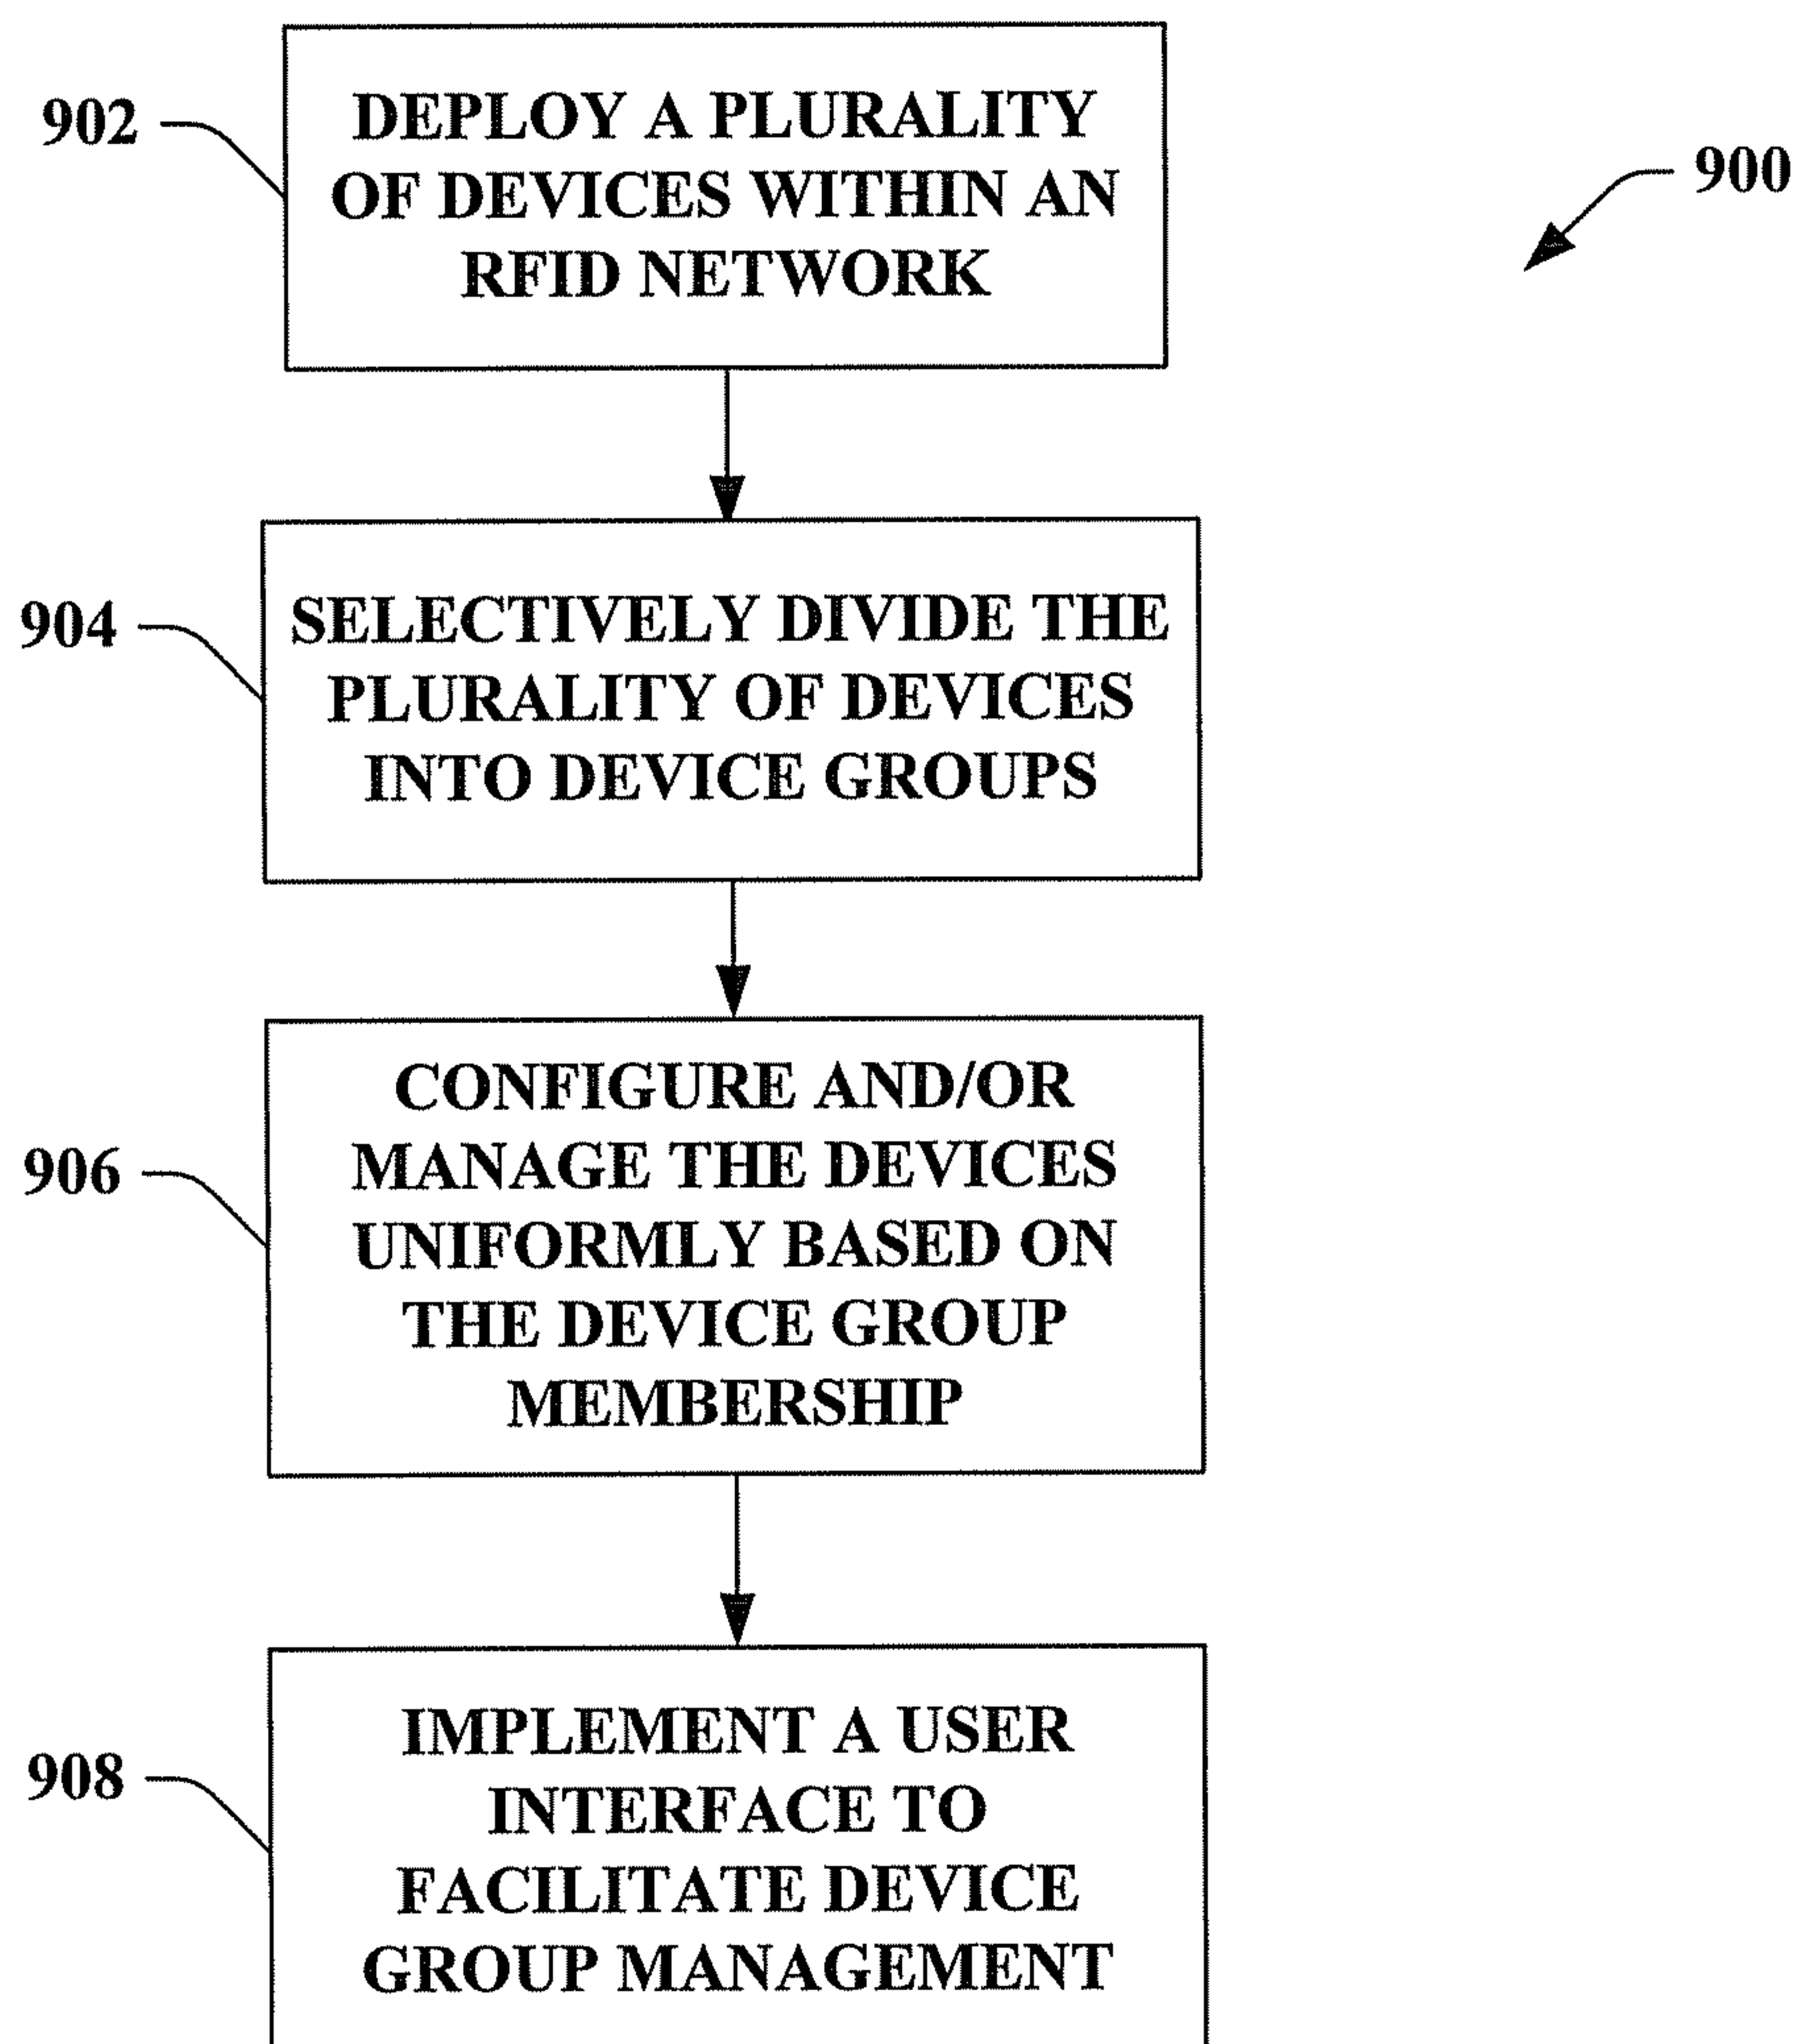 902
DEPLOY A PLURALITY
OF DEVICES WITHIN AN
RFID NETWORK
900
904
SELECTIVELY DIVIDE THE
PLURALITY OF DEVICES
INTO DEVICE GROUPS
906
CONFIGURE AND/OR
MANAGE THE DEVICES
UNIFORMLY BASED ON
THE DEVICE GROUP
MEMBERSHIP
908
IMPLEMENT A USER
INTERFACE TO
FACILITATE DEVICE
GROUP MANAGEMENT